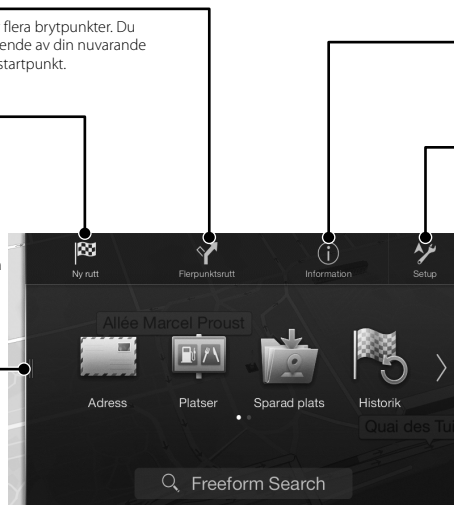 flera brytpunkter. Du
ende av din nuvarande
startpunkt.
Ny rutt
Flerpunktsrutt
Information
Setup
Allée Marcel Proust
Adress
Platser
Sparad plats
Historik
Quai des Tu
Freeform Search